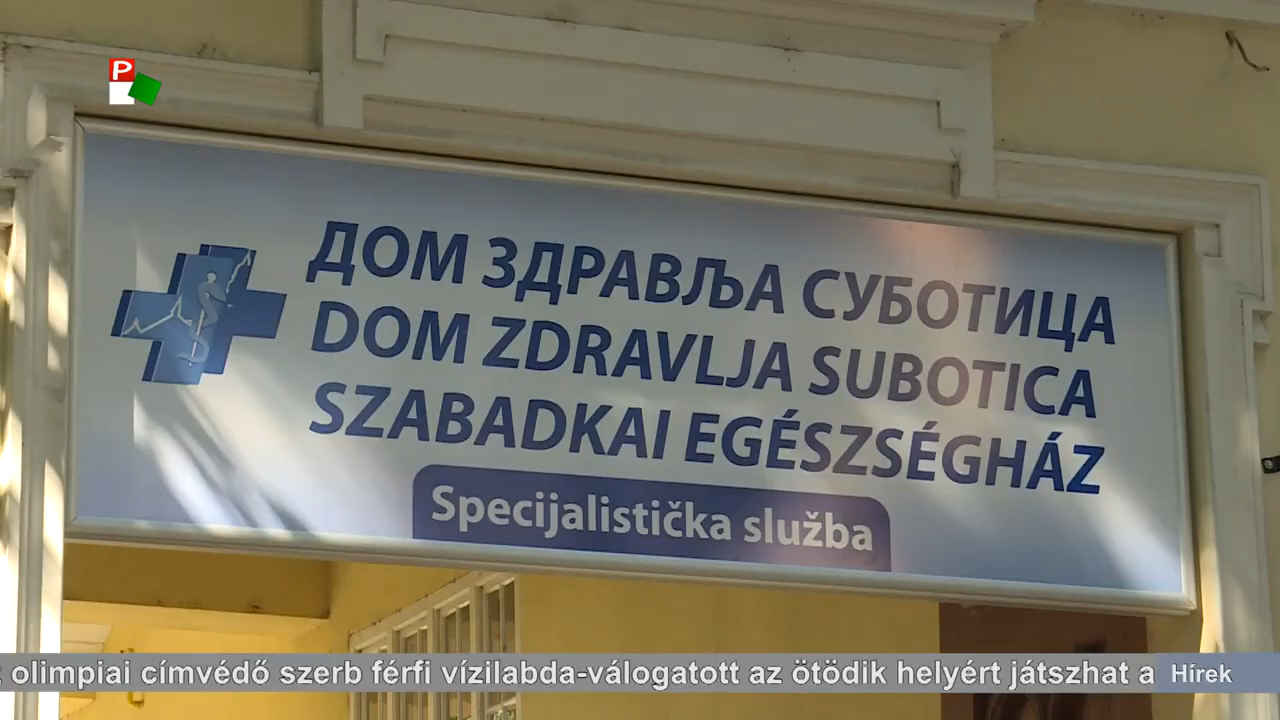 P
ДОМ ЗДРАВЉА СУБОТИЦА
DOM ZDRAVLJA SUBOTICA
SZABADKAI EGÉSZSÉGHÁZ
Specijalistička služba
olimpiai címvédő szerb férfi vízilabda-válogatott az ötödik helyért játszhat a
Hírek